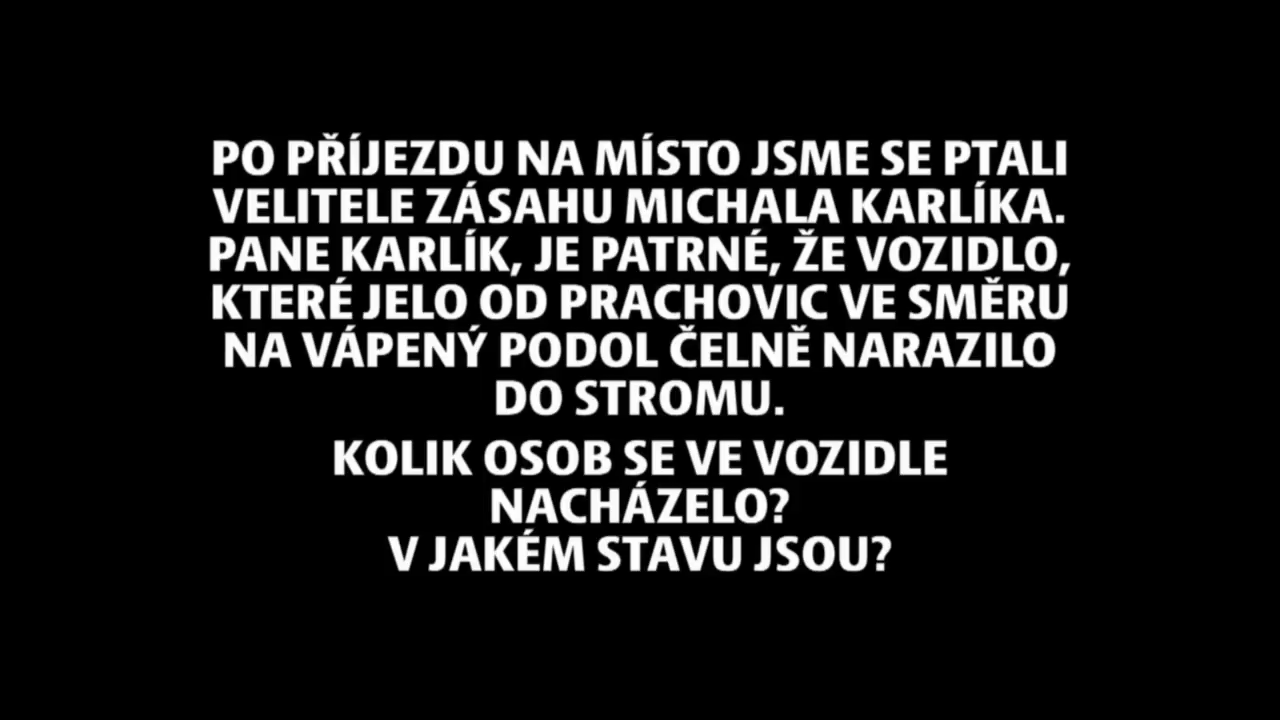 PO PŘÍJEZDU NA MÍSTO JSME SE PTALI
VELITELE ZÁSAHU MICHALA KARLÍKA.
PANE KARLÍK, JE PATRNÉ, ŽE VOZIDLO,
KTERÉ JELO OD PRACHOVIC VE SMĚRU
NA VÁPENÝ PODOL ČELNĚ NARAZILO
DO STROMU.
KOLIK OSOB SE VE VOZIDLE
NACHÁZELO?
V JAKÉM STAVU JSOU?